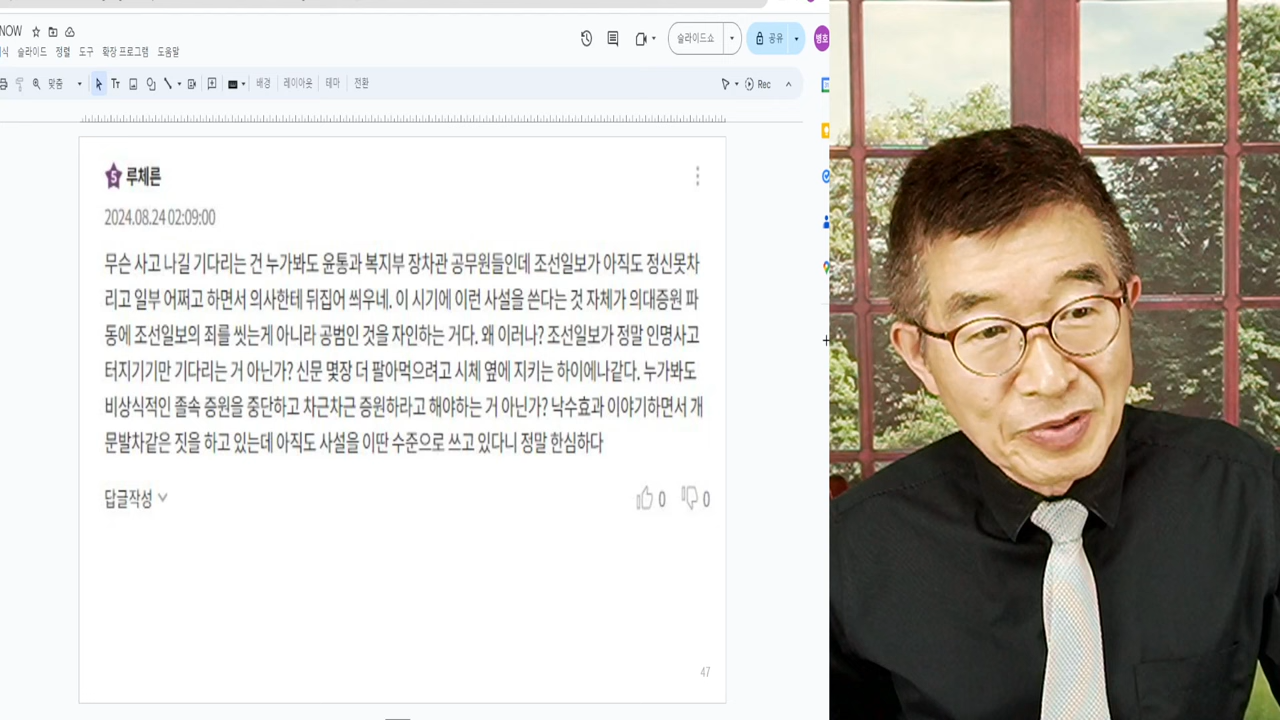 NOW
슬라이드 정렬 도구 확장 프로그램 도움말
슬라이드쇼
공유
병호
맞춤
Tт
배경 레이아웃 테마 전환
Rec
5 루체른
2024.08.24 02:09:00
무슨 사고 나길 기다리는 건 누가봐도 윤통과 복지부 장차관 공무원들인데 조선일보가 아직도 정신못차
리고 일부 어쩌고 하면서 의사한테 뒤집어 씌우네. 이 시기에 이런 사설을 쓴다는 것 자체가 의대증원 파
동에 조선일보의 죄를 씻는게 아니라 공범인 것을 자인하는 거다. 왜 이러나? 조선일보가 정말 인명사고
터지기기만 기다리는 거 아닌가? 신문 몇장 더 팔아먹으려고 시체 옆에 지키는 하이에나같다. 누가봐도
비상식적인 졸속 증원을 중단하고 차근차근 증원하라고 해야하는 거 아닌가? 낙수효과 이야기하면서 개
문발차같은 짓을 하고 있는데 아직도 사설을 이딴 수준으로 쓰고 있다니 정말 한심하다
답글작성
0 0
47